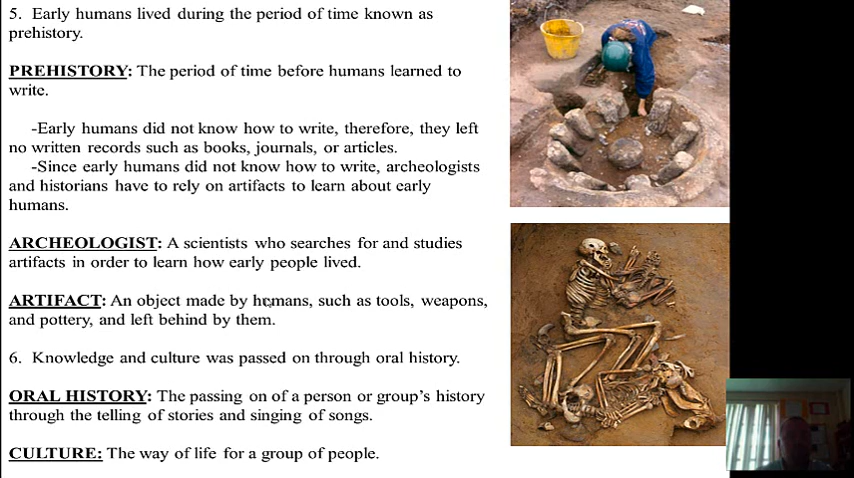 5.  Early humans lived during the period of time known as
prehistory.
PREHISTORY: The period of time before humans learned to
write.
-Early humans did not know how to write, therefore, they left
no written records such as books, journals, or articles.
-Since early humans did not know how to write, archeologists
and historians have to rely on artifacts to learn about early
humans.
ARCHEOLOGIST: A scientists who searches for and studies
artifacts in order to learn how early people lived.
ARTIFACT: An object made by humans, such as tools, weapons,
and pottery, and left behind by them.
6.  Knowledge and culture was passed on through oral history.
ORAL HISTORY: The passing on of a person or group’s history
through the telling of stories and singing of songs.
CULTURE: The way of life for a group of people.